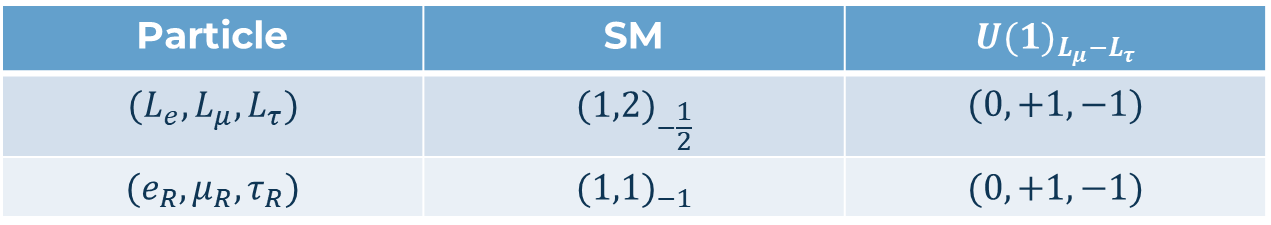 Particle SM U(1)_{L_μ−L_τ}
(L_e, L_μ, L_τ) (1,2)_{−\frac{1}{2}} (0, +1, −1)
(e_R, μ_R, τ_R) (1,1)_{−1} (0, +1, −1)